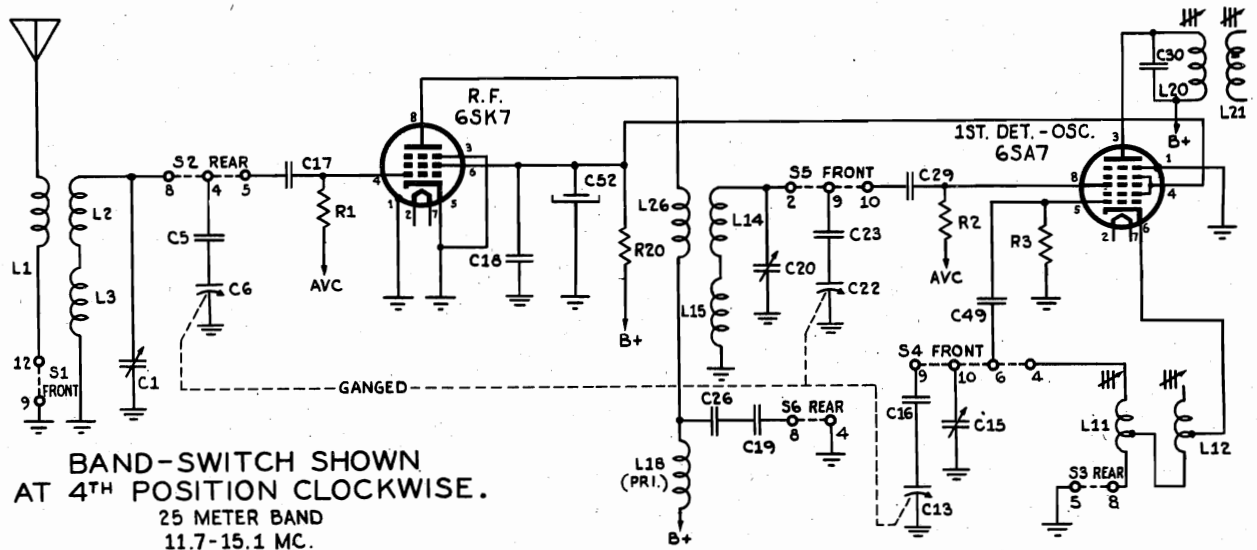 R.F.
6SK7
8
3
6
4
1
2
7
5
S2 REAR
8 4 5
C17
R1
AVC
L1
L2
L3
C5
C6
C1
12
S1
FRONT
9
C18
C52
R20
B+
L26
L14
L15
S5 FRONT
2 9 10
C20
C23
C22
C29
R2
AVC
R3
1ST. DET.-OSC.
6SA7
3
1
8
4
5
2
7
6
C30
L20
B+
L21
C49
S4 FRONT
9 10 6 4
C16
C15
C13
L11
L12
S3 REAR
5 8
GANGED
C26
C19
S6 REAR
8
4
L18
(PRI.)
B+
BAND-SWITCH SHOWN
AT 4TH POSITION CLOCKWISE.
25 METER BAND
11.7-15.1 MC.